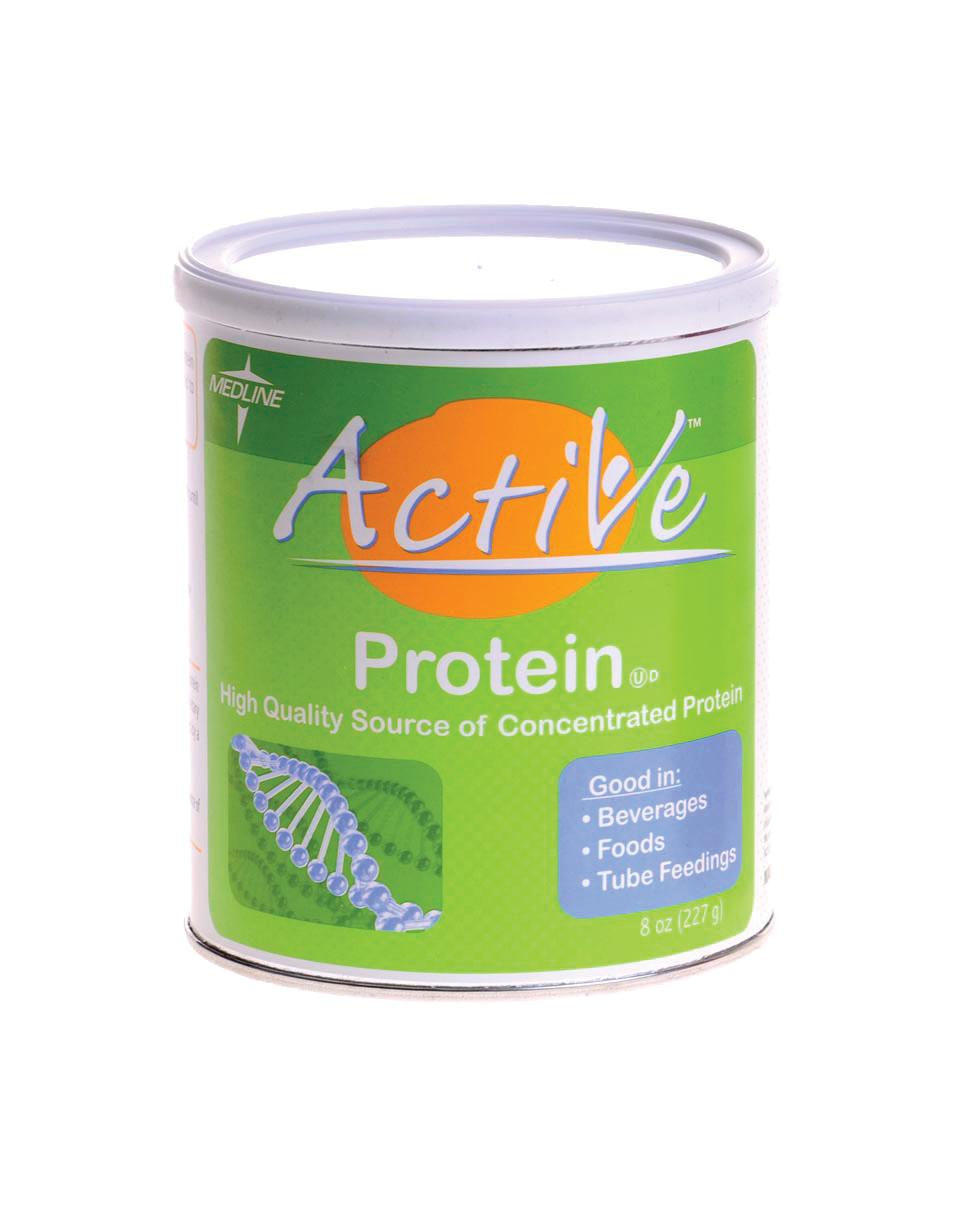 MEDLINE
Active™
Protein Ⓤ D
High Quality Source of Concentrated Protein
Good in:
• Beverages
• Foods
• Tube Feedings
8 oz (227 g)